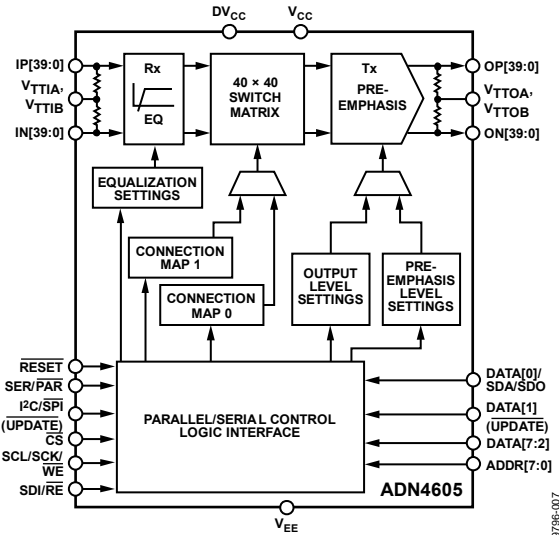 DVCC
VCC
IP[39:0]
VTTIA,
VTTIB
IN[39:0]
Rx
EQ
40 × 40
SWITCH
MATRIX
Tx
PRE-
EMPHASIS
OP[39:0]
VTTOA,
VTTOB
ON[39:0]
EQUALIZATION
SETTINGS
CONNECTION
MAP 1
CONNECTION
MAP 0
OUTPUT
LEVEL
SETTINGS
PRE-
EMPHASIS
LEVEL
SETTINGS
RESET
SER/PAR
I2C/SPI
(UPDATE)
CS
SCL/SCK/
WE
SDI/RE
PARALLEL/SERIAL CONTROL
LOGIC INTERFACE
DATA[0]/
SDA/SDO
DATA[1]
(UPDATE)
DATA[7:2]
ADDR[7:0]
ADN4605
VEE